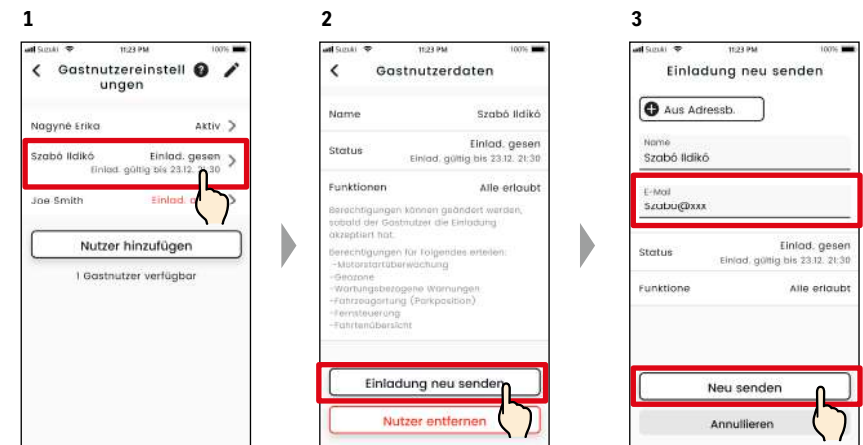 1
Suzuki 11:23 PM 100%
Gastnutzereinstell
ungen
Nagyné Erika Aktiv
Szabó Ildikó Einlad. gesen
Einlad. gültig bis 23.12. 21:30
Joe Smith Einlad.
Nutzer hinzufügen
1 Gastnutzer verfügbar
2
Suzuki 11:23 PM 100%
Gastnutzerdaten
Name Szabó Ildikó
Status Einlad. gesen
Einlad. gültig bis 23.12. 21:30
Funktionen Alle erlaubt
Berechtigungen können geändert werden,
sobald der Gastnutzer die Einladung
akzeptiert hat.
Berechtigungen für Folgendes erteilen:
-Motorstartüberwachung
-Geozone
-Wartungsbezogene Warnungen
-Fahrzeugortung (Parkposition)
-Fernsteuerung
-Fahrtenübersicht
Einladung neu senden
Nutzer entfernen
3
Suzuki 11:23 PM 100%
Einladung neu senden
Aus Adressb.
Name
Szabó Ildikó
E-Mail
Szabó@xxx
Status Einlad. gesen
Einlad. gültig bis 23.12. 21:30
Funktione Alle erlaubt
Neu senden
Annullieren